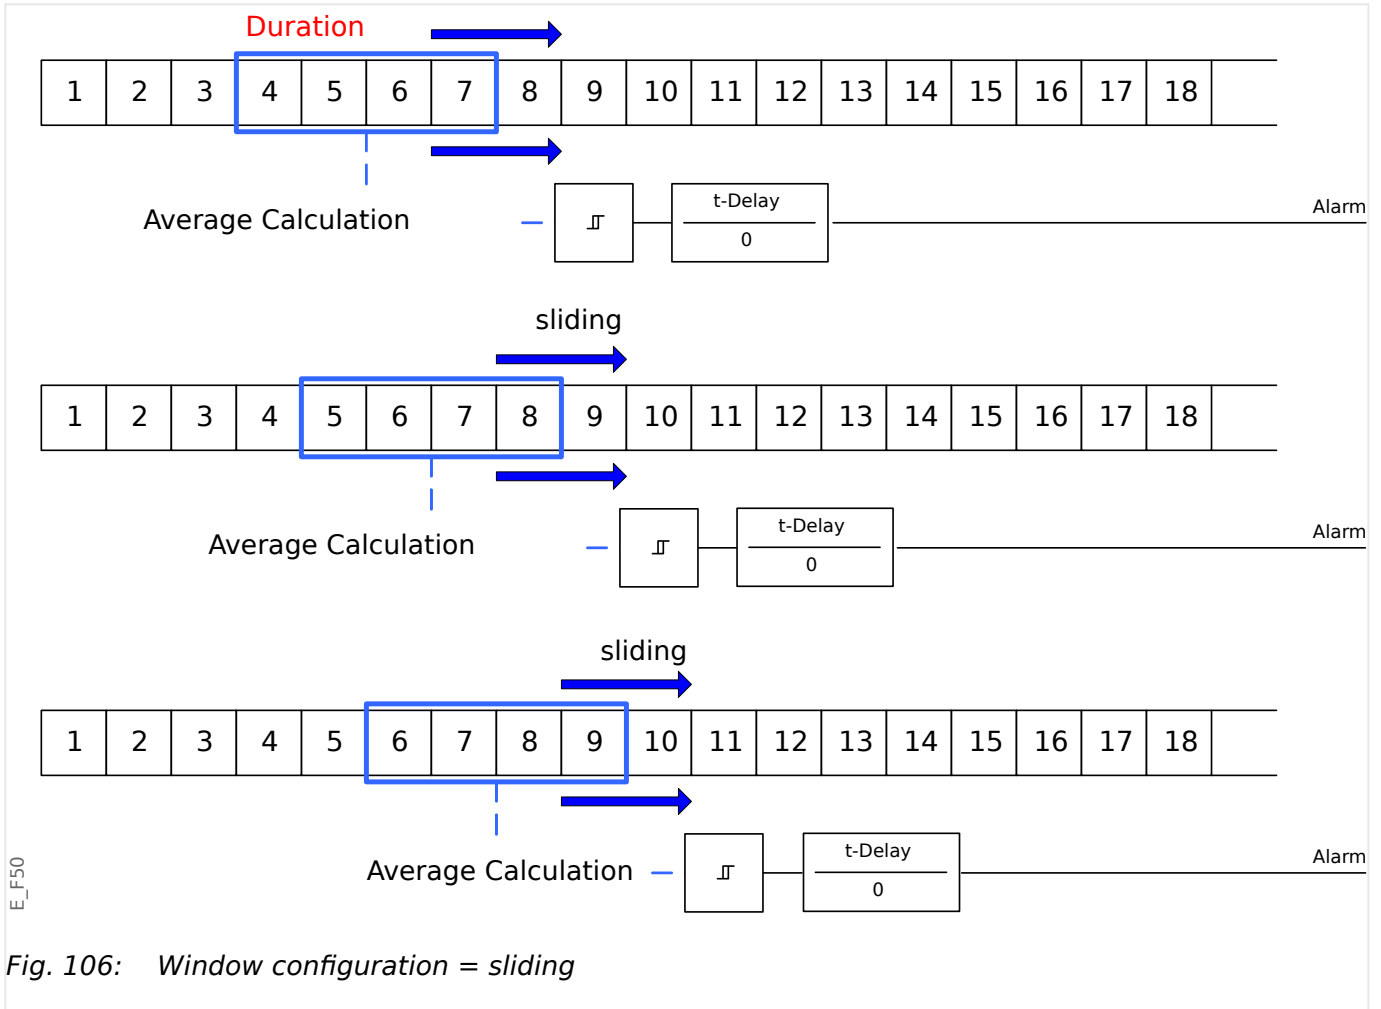 Duration
1 2 3 4 5 6 7 8 9 10 11 12 13 14 15 16 17 18
t-Delay
Alarm
Average Calculation
0
sliding
1 2 3 4 5 6 7 8 9 10 11 12 13 14 15 16 17 18
t-Delay
Alarm
Average Calculation
0
sliding
1 2 3 4 5 6 7 8 9 10 11 12 13 14 15 16 17 18
t-Delay
Alarm
Average Calculation
0
E_F50
Fig. 106: Window configuration = sliding